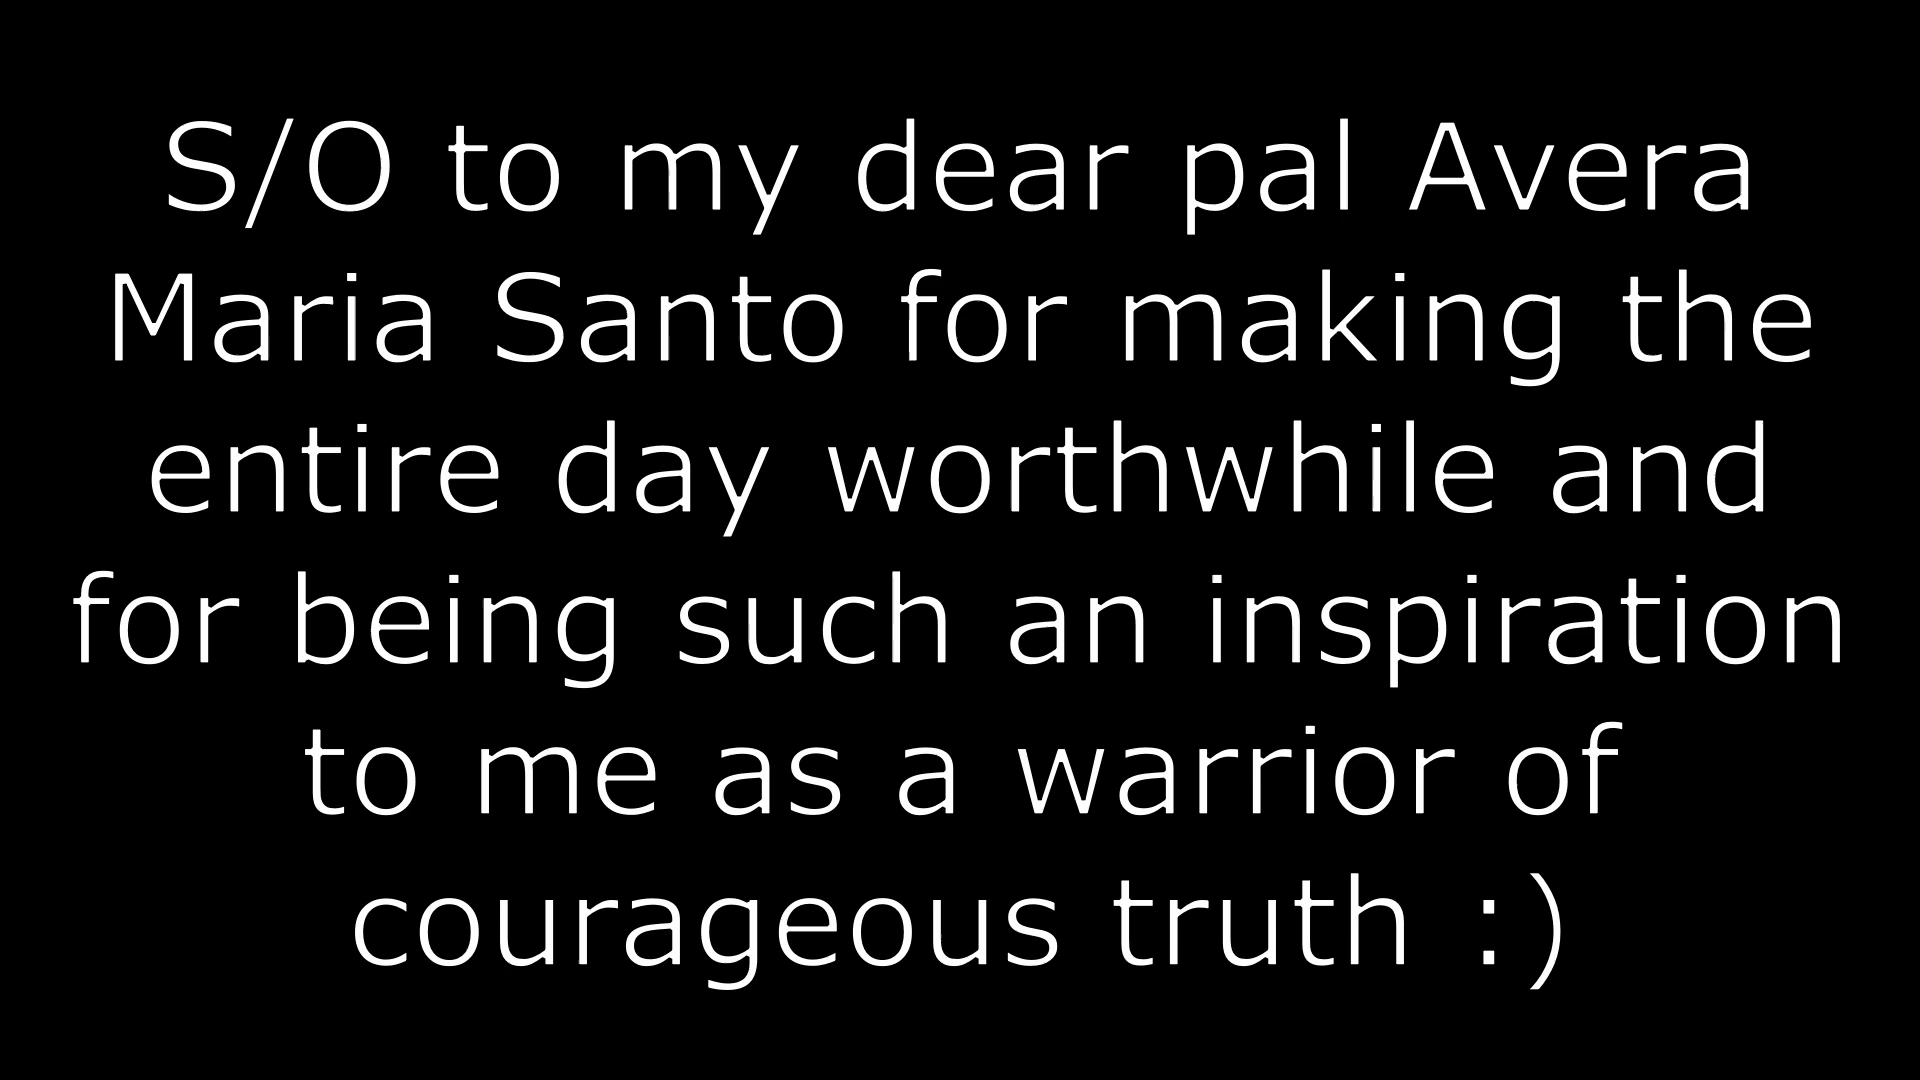 S/O to my dear pal Avera
Maria Santo for making the
entire day worthwhile and
for being such an inspiration
to me as a warrior of
courageous truth :)